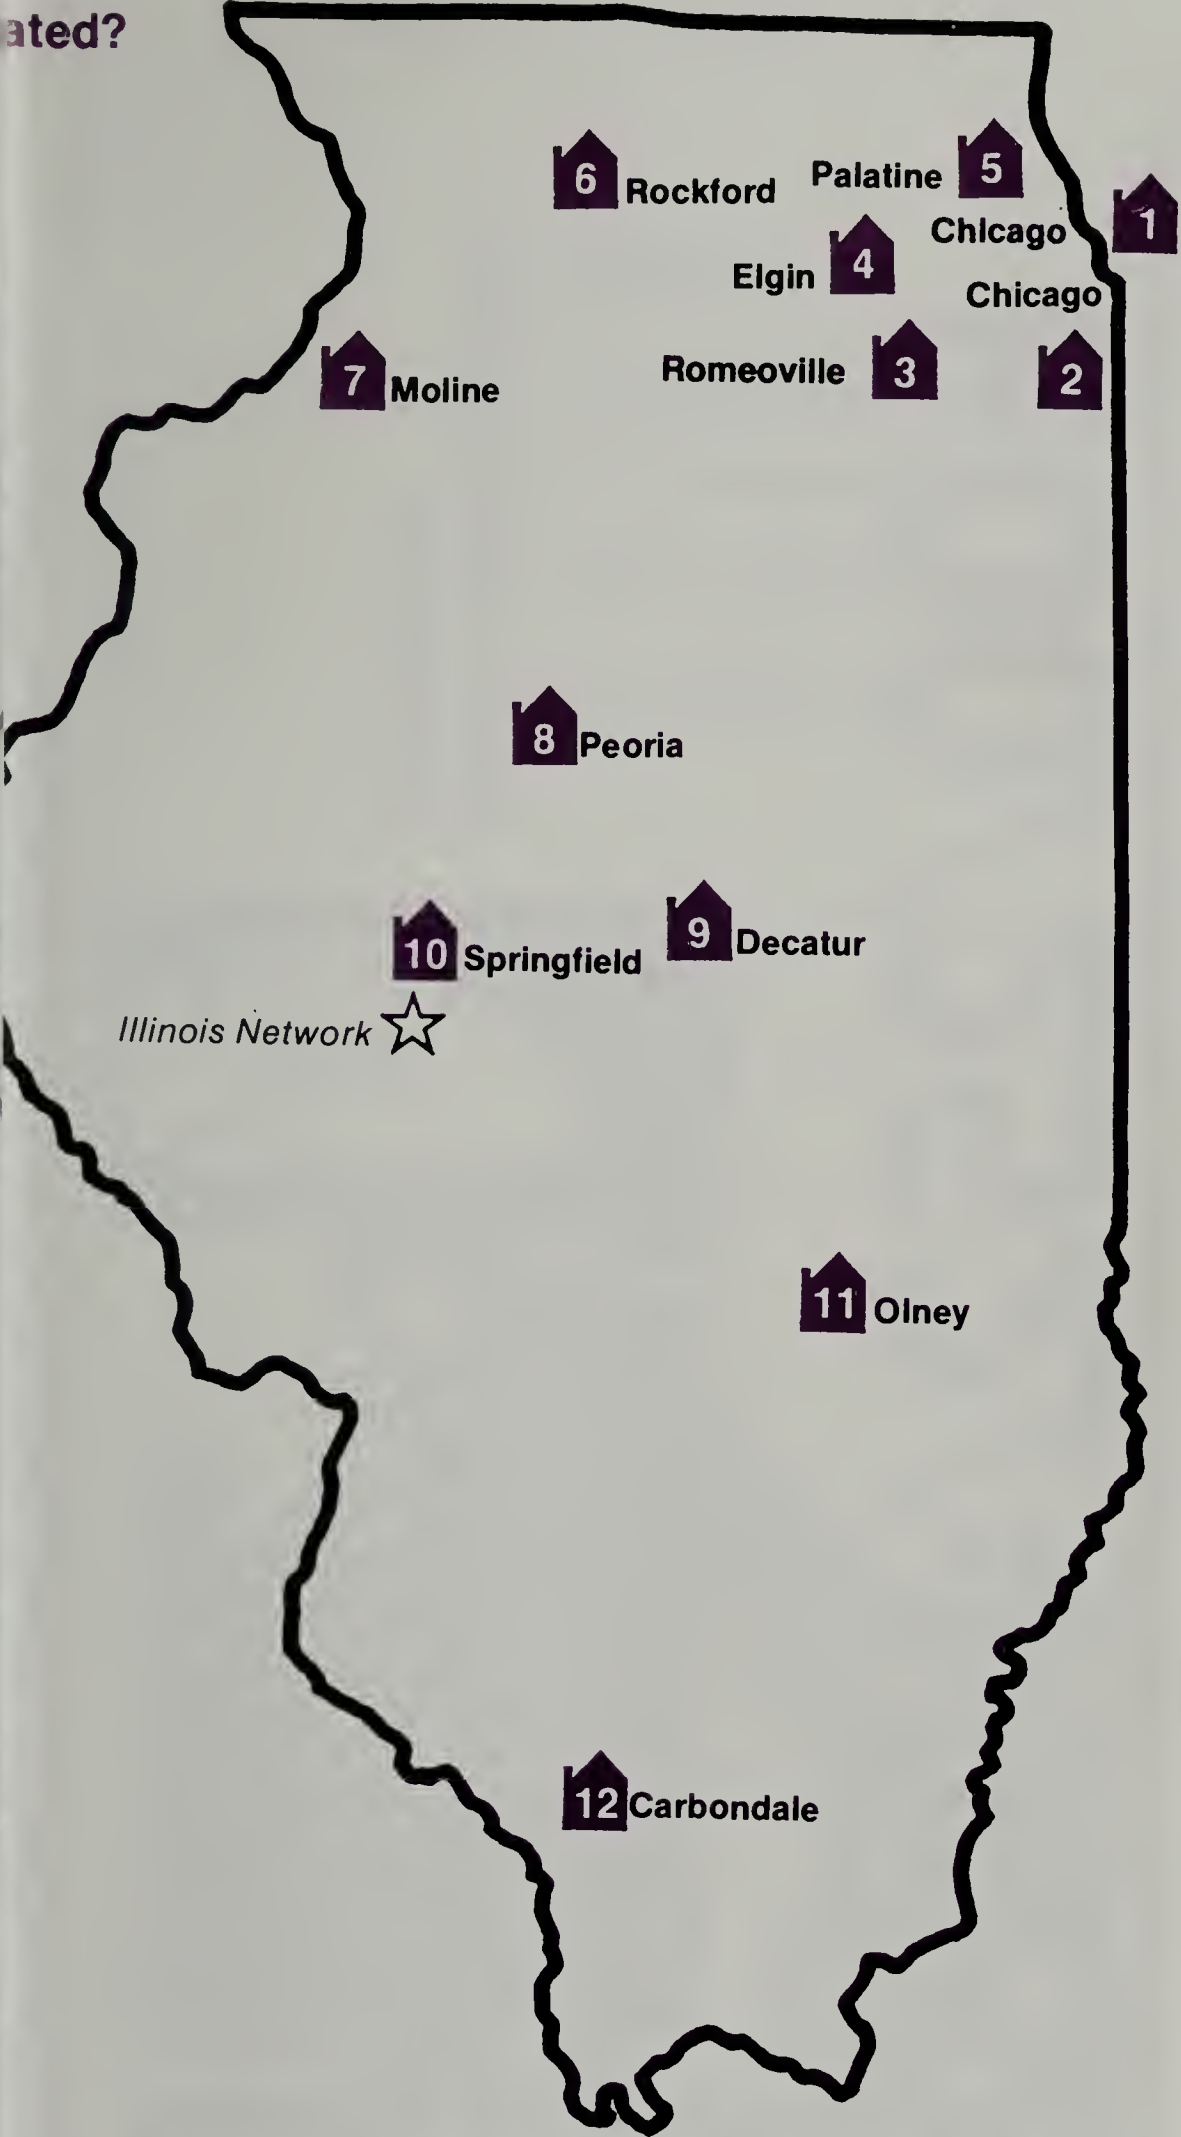 ated?
6 Rockford
Palatine 5
Chicago 1
Elgin 4
Chicago
2
Romeoville 3
7 Moline
8 Peoria
9 Decatur
10 Springfield
Illinois Network
11 Olney
12 Carbondale